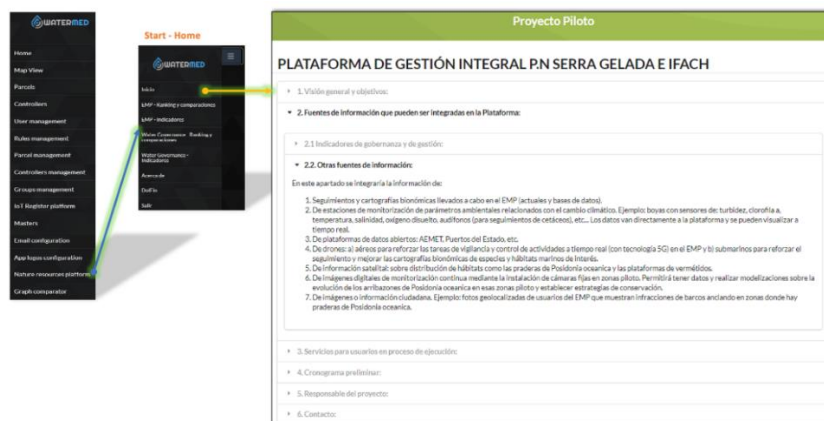 WATERMED
Home
Map View
Parcels
Controllers
User management
Rules management
Parcel management
Controllers management
Groups management
IoT Register platform
Masters
Email configuration
App logos configuration
Nature resources platform
Graph comparator
Start - Home
WATERMED
Inicio
EMP - Ranking y comparadores
EMP - Indicadores
Water Governance - Ranking y
comparaciones
Water Governance -
Indicadores
Acerca de
Salir
Proyecto Piloto
PLATAFORMA DE GESTIÓN INTEGRAL P.N SERRA GELADA E IFACH
1. Visión general y objetivos:
2. Fuentes de información que pueden ser integradas en la Plataforma:
2.1 Indicadores de gobernanza y de gestión:
2.2. Otras fuentes de información:
En este apartado se integraría la información de:
1. Seguimientos y cartografías bionómicas llevados a cabo en el EMP (actuales y bases de datos).
2. De estaciones de monitorización de parámetros ambientales relacionados con el cambio climático. Ejemplo: boyas con sensores de: turbidez, clorofila a,
temperatura, salinidad, oxígeno disuelto, audífonos (para seguimientos de cetáceos), etc... Los datos van directamente a la plataforma y se pueden visualizar a
tiempo real.
3. De plataformas de datos abiertos: AEMET, Puertos del Estado, etc.
4. De drones: a) aéreos para reforzar las tareas de vigilancia y control de actividades a tiempo real (con tecnología 5G) en el EMP y b) submarinos para reforzar el
seguimiento y mejorar las cartografías bionómicas de especies y hábitats marinos de interés.
5. De información satelital: sobre distribución de hábitats como las praderas de Posidonia oceanica y las plataformas de vermétidos.
6. De imágenes digitales de monitorización continua mediante la instalación de cámaras fijas en zonas piloto. Permitirá tener datos y realizar modelizaciones sobre la
evolución de los arribazones de Posidonia oceanica en esas zonas piloto y establecer estrategias de conservación.
7. De imágenes o información ciudadana. Ejemplo: fotos geolocalizadas de usuarios del EMP que muestran infracciones de barcos anclando en zonas donde hay
praderas de Posidonia oceanica.
3. Servicios para usuarios en proceso de ejecución:
4. Cronograma preliminar:
5. Responsable del proyecto:
6. Contacto: